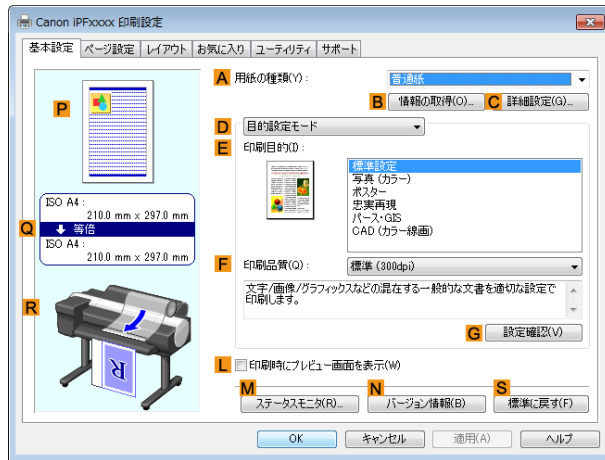 Canon iPFxxxx 印刷設定
基本設定 ページ設定 レイアウト お気に入り ユーティリティ サポート
P
A 用紙の種類(Y): 普通紙
B 情報の取得(O)... C 詳細設定(G)...
D 目的設定モード
E 印刷目的(I):
標準設定
写真 (カラー)
ポスター
忠実再現
パース・GIS
CAD (カラー線画)
ISO A4 :
210.0 mm x 297.0 mm
Q 等倍
ISO A4 :
210.0 mm x 297.0 mm
F 印刷品質(Q): 標準 (300dpi)
文字/画像/グラフィックスなどの混在する一般的な文書を適切な設定で
印刷します。
R
G 設定確認(V)
R
L 印刷時にプレビュー画面を表示(W)
M ステータスモニタ(R)... N バージョン情報(B) S 標準に戻す(F)
OK キャンセル 適用(A) ヘルプ